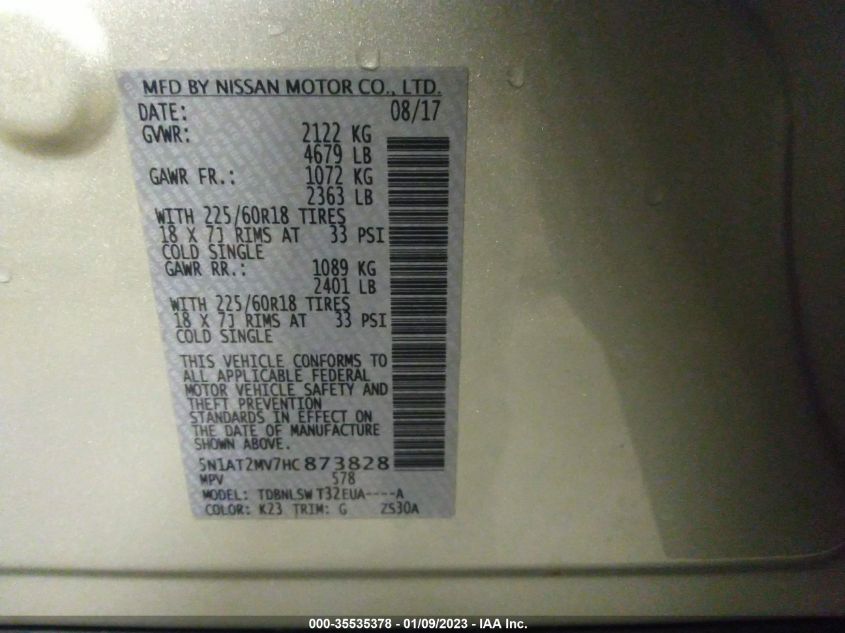 MFD BY NISSAN MOTOR CO., LTD.
DATE: 08/17
GVWR: 2122 KG
4679 LB
GAWR FR.: 1072 KG
2363 LB
WITH 225/60R18 TIRES
18 X 7J RIMS AT 33 PSI
COLD SINGLE
GAWR RR.: 1089 KG
2401 LB
WITH 225/60R18 TIRES
18 X 7J RIMS AT 33 PSI
COLD SINGLE
THIS VEHICLE CONFORMS TO
ALL APPLICABLE FEDERAL
MOTOR VEHICLE SAFETY AND
THEFT PREVENTION
STANDARDS IN EFFECT ON
THE DATE OF MANUFACTURE
SHOWN ABOVE.
5N1AT2MV7HC873828
MPV 578
MODEL: TDBNLSW T32EUA----A
COLOR: K23 TRIM: G ZS30A
000-35535378 - 01/09/2023 - IAA Inc.